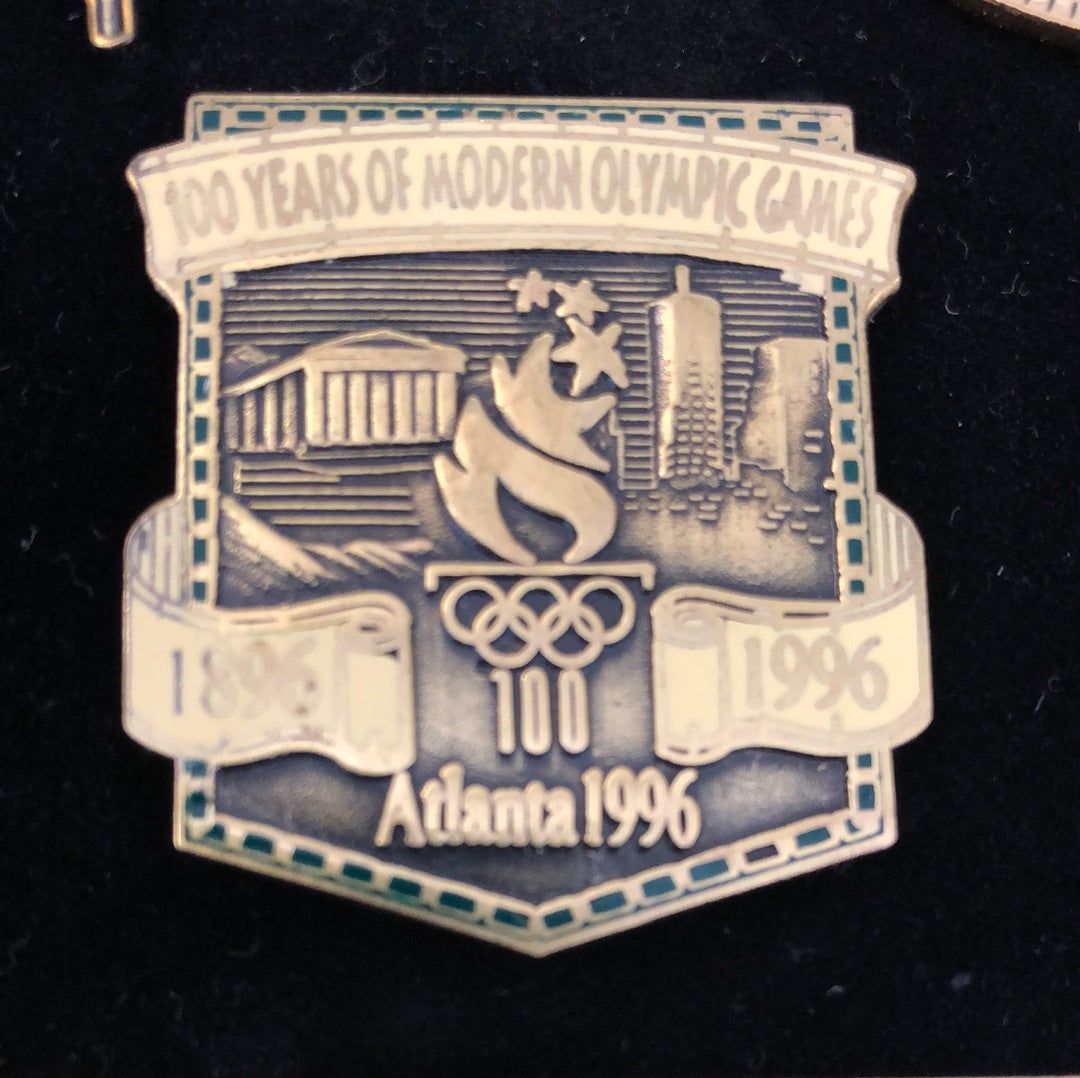 100 YEARS OF MODERN OLYMPIC GAMES
1896
1996
100
Atlanta 1996